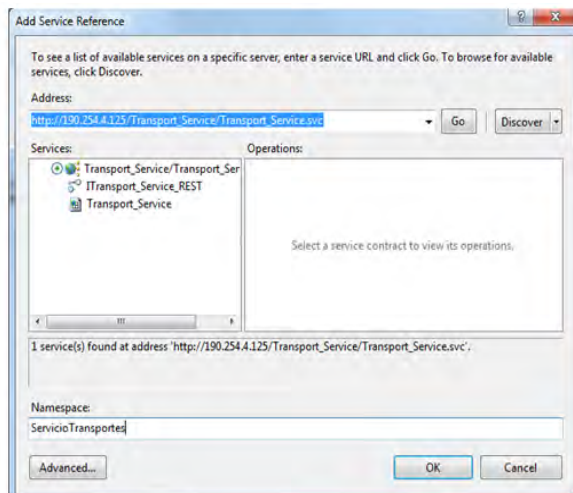 Add Service Reference
To see a list of available services on a specific server, enter a service URL and click Go. To browse for available
services, click Discover.
Address:
http://190.254.4.125/Transport_Service/Transport_Service.svc
Go
Discover
Services:
Operations:
Transport_Service/Transport_Ser
ITransport_Service_REST
Transport_Service
Select a service contract to view its operations.
1 service(s) found at address 'http://190.254.4.125/Transport_Service/Transport_Service.svc'.
Namespace:
ServicioTransportes
Advanced...
OK
Cancel